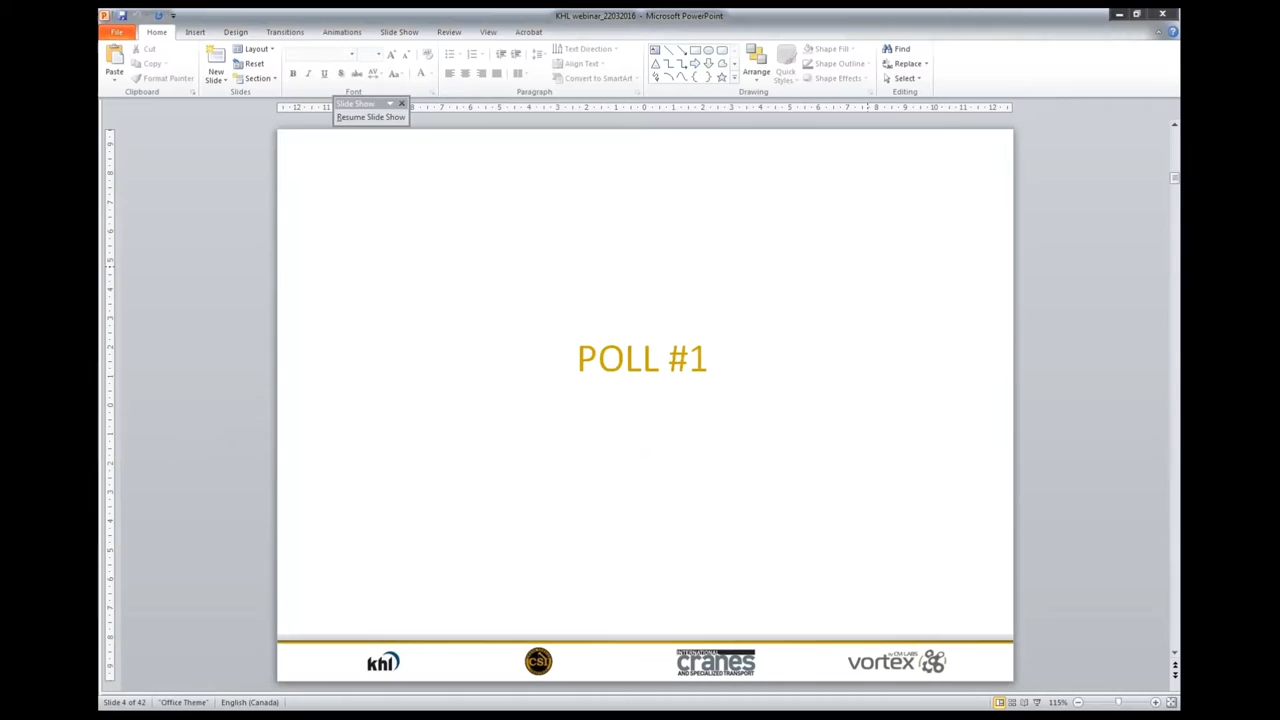 KHL webinar_22032016 - Microsoft PowerPoint
File Home Insert Design Transitions Animations Slide Show Review View Acrobat
Paste
Cut
Copy
Format Painter
Clipboard
New Slide
Layout
Reset
Section
Slides
Font
Text Direction
Align Text
Convert to SmartArt
Paragraph
Arrange
Quick Styles
Shape Fill
Shape Outline
Shape Effects
Drawing
Find
Replace
Select
Editing
Slide Show
Resume Slide Show
POLL #1
khl
CSI
INTERNATIONAL
cranes
AND SPECIALIZED TRANSPORT
by CM LABS
vortex
Slide 4 of 42 "Office Theme" English (Canada) 115%